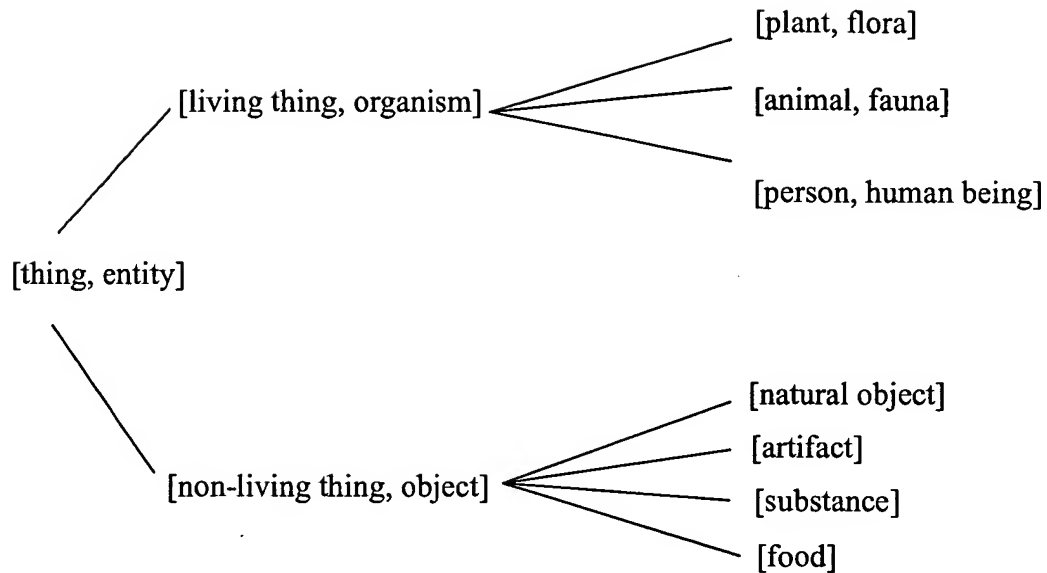 [plant, flora]
[living thing, organism]
[animal, fauna]
[person, human being]
[thing, entity]
[natural object]
[artifact]
[non-living thing, object]
[substance]
[food]